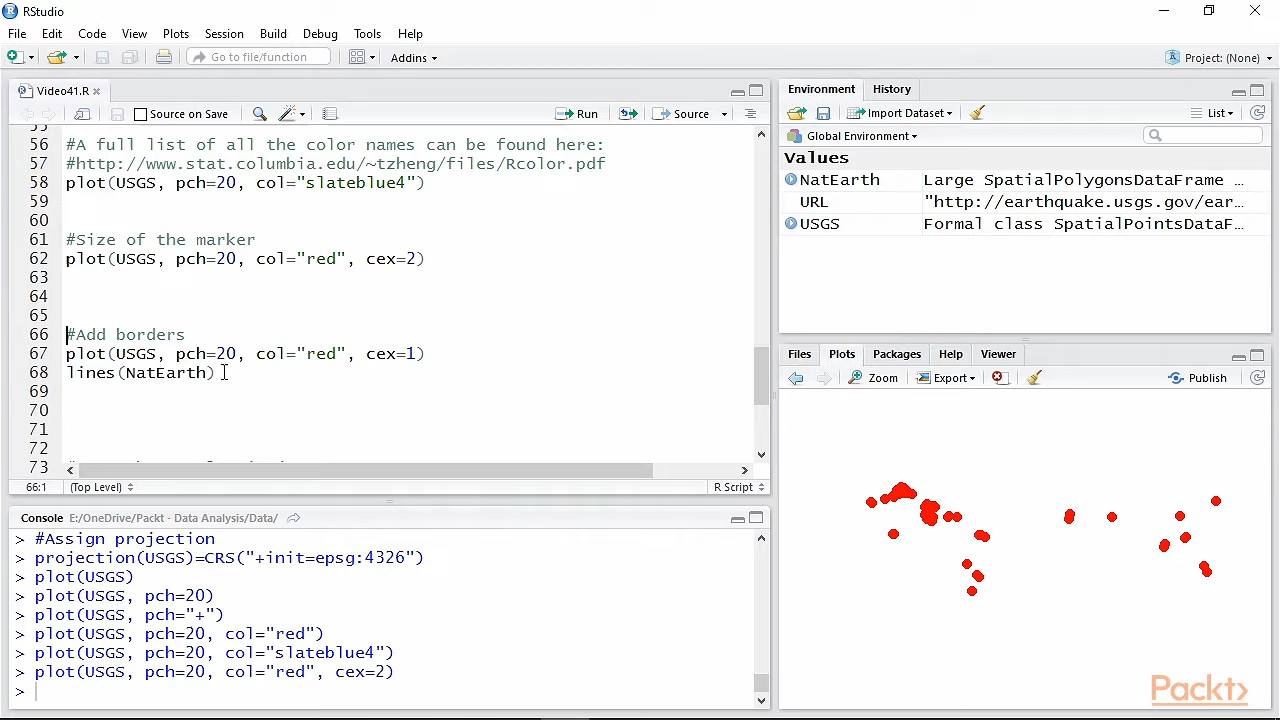 RStudio
File Edit Code View Plots Session Build Debug Tools Help
Go to file/function Addins Project: (None)
Video41.R
Source on Save Run Source
56 #A full list of all the color names can be found here:
57 #http://www.stat.columbia.edu/~tzheng/files/Rcolor.pdf
58 plot(USGS, pch=20, col="slateblue4")
59
60
61 #Size of the marker
62 plot(USGS, pch=20, col="red", cex=2)
63
64
65
66 #Add borders
67 plot(USGS, pch=20, col="red", cex=1)
68 lines(NatEarth)
69
70
71
72
73
66:1 (Top Level) R Script
Console E:/OneDrive/Packt - Data Analysis/Data/
> #Assign projection
> projection(USGS)=CRS("+init=epsg:4326")
> plot(USGS)
> plot(USGS, pch=20)
> plot(USGS, pch="+")
> plot(USGS, pch=20, col="red")
> plot(USGS, pch=20, col="slateblue4")
> plot(USGS, pch=20, col="red", cex=2)
>
Environment History
Import Dataset List
Global Environment
Values
NatEarth Large SpatialPolygonsDataFrame ...
URL "http://earthquake.usgs.gov/ear...
USGS Formal class SpatialPointsDataF...
Files Plots Packages Help Viewer
Zoom Export Publish
Packt>